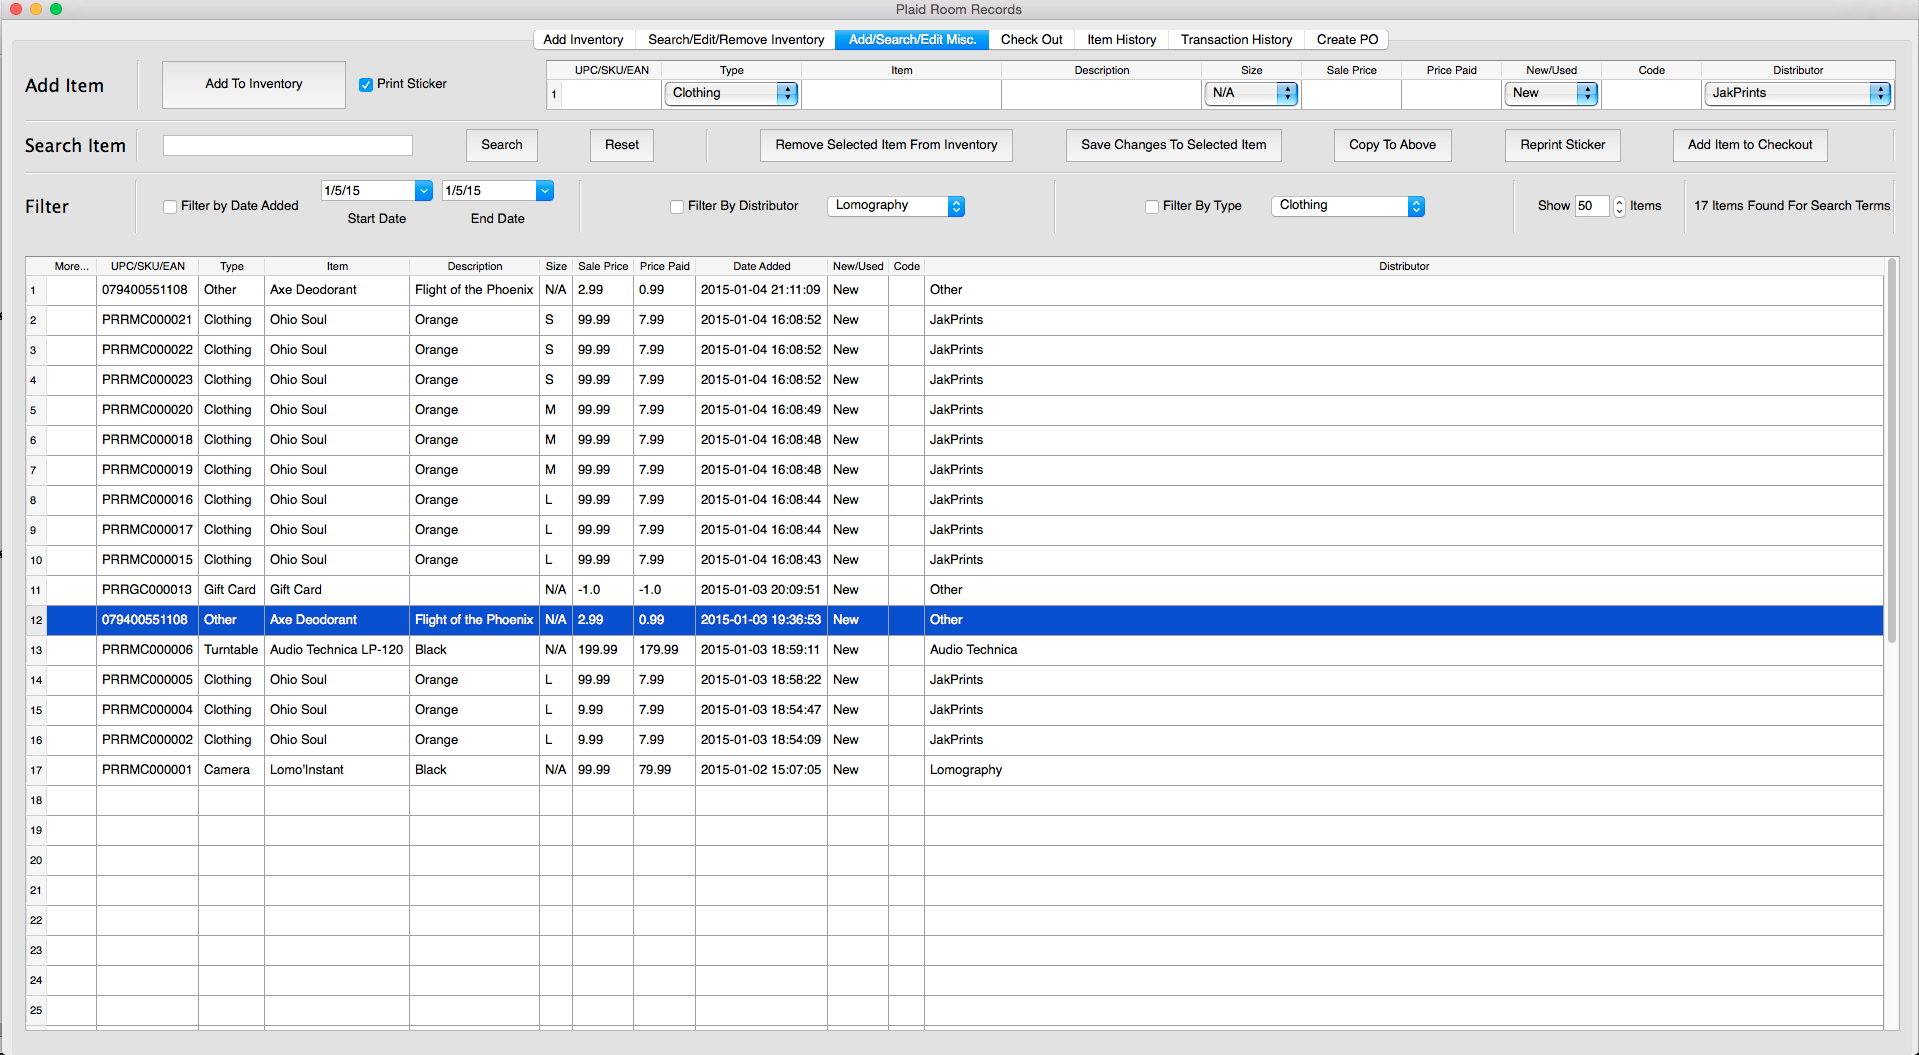 Plaid Room Records
Add Inventory Search/Edit/Remove Inventory Add/Search/Edit Misc. Check Out Item History Transaction History Create PO
Add Item Add To Inventory Print Sticker
UPC/SKU/EAN Type Item Description Size Sale Price Price Paid New/Used Code Distributor
1 Clothing N/A New JakPrints
Search Item Search Reset Remove Selected Item From Inventory Save Changes To Selected Item Copy To Above Reprint Sticker Add Item to Checkout
Filter Filter by Date Added 1/5/15 1/5/15 Filter By Distributor Lomography Filter By Type Clothing Show 50 Items 17 Items Found For Search Terms
Start Date End Date
More... UPC/SKU/EAN Type Item Description Size Sale Price Price Paid Date Added New/Used Code Distributor
1 079400551108 Other Axe Deodorant Flight of the Phoenix N/A 2.99 0.99 2015-01-04 21:11:09 New Other
2 PRRMC000021 Clothing Ohio Soul Orange S 99.99 7.99 2015-01-04 16:08:52 New JakPrints
3 PRRMC000022 Clothing Ohio Soul Orange S 99.99 7.99 2015-01-04 16:08:52 New JakPrints
4 PRRMC000023 Clothing Ohio Soul Orange S 99.99 7.99 2015-01-04 16:08:52 New JakPrints
5 PRRMC000020 Clothing Ohio Soul Orange M 99.99 7.99 2015-01-04 16:08:49 New JakPrints
6 PRRMC000018 Clothing Ohio Soul Orange M 99.99 7.99 2015-01-04 16:08:48 New JakPrints
7 PRRMC000019 Clothing Ohio Soul Orange M 99.99 7.99 2015-01-04 16:08:48 New JakPrints
8 PRRMC000016 Clothing Ohio Soul Orange L 99.99 7.99 2015-01-04 16:08:44 New JakPrints
9 PRRMC000017 Clothing Ohio Soul Orange L 99.99 7.99 2015-01-04 16:08:44 New JakPrints
10 PRRMC000015 Clothing Ohio Soul Orange L 99.99 7.99 2015-01-04 16:08:43 New JakPrints
11 PRRGC000013 Gift Card Gift Card N/A -1.0 -1.0 2015-01-03 20:09:51 New Other
12 079400551108 Other Axe Deodorant Flight of the Phoenix N/A 2.99 0.99 2015-01-03 19:36:53 New Other
13 PRRMC000006 Turntable Audio Technica LP-120 Black N/A 199.99 179.99 2015-01-03 18:59:11 New Audio Technica
14 PRRMC000005 Clothing Ohio Soul Orange L 99.99 7.99 2015-01-03 18:58:22 New JakPrints
15 PRRMC000004 Clothing Ohio Soul Orange L 9.99 7.99 2015-01-03 18:54:47 New JakPrints
16 PRRMC000002 Clothing Ohio Soul Orange L 9.99 7.99 2015-01-03 18:54:09 New JakPrints
17 PRRMC000001 Camera Lomo'Instant Black N/A 99.99 79.99 2015-01-02 15:07:05 New Lomography
18
19
20
21
22
23
24
25